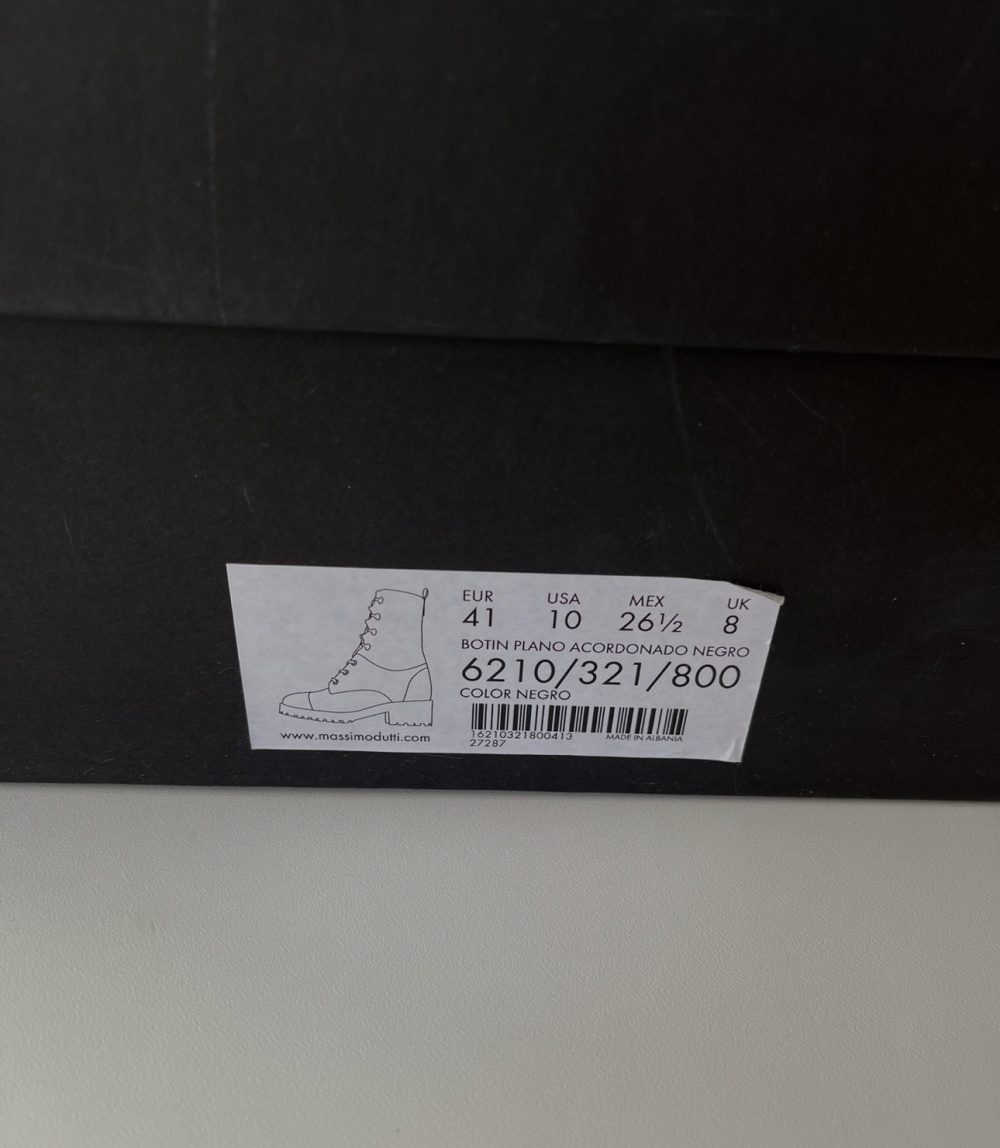 EUR USA MEX UK
41 10 26½ 8
BOTIN PLANO ACORDONADO NEGRO
6210/321/800
COLOR NEGRO
16210321800413 MADE IN ALBANIA
27287
www.massimodutti.com